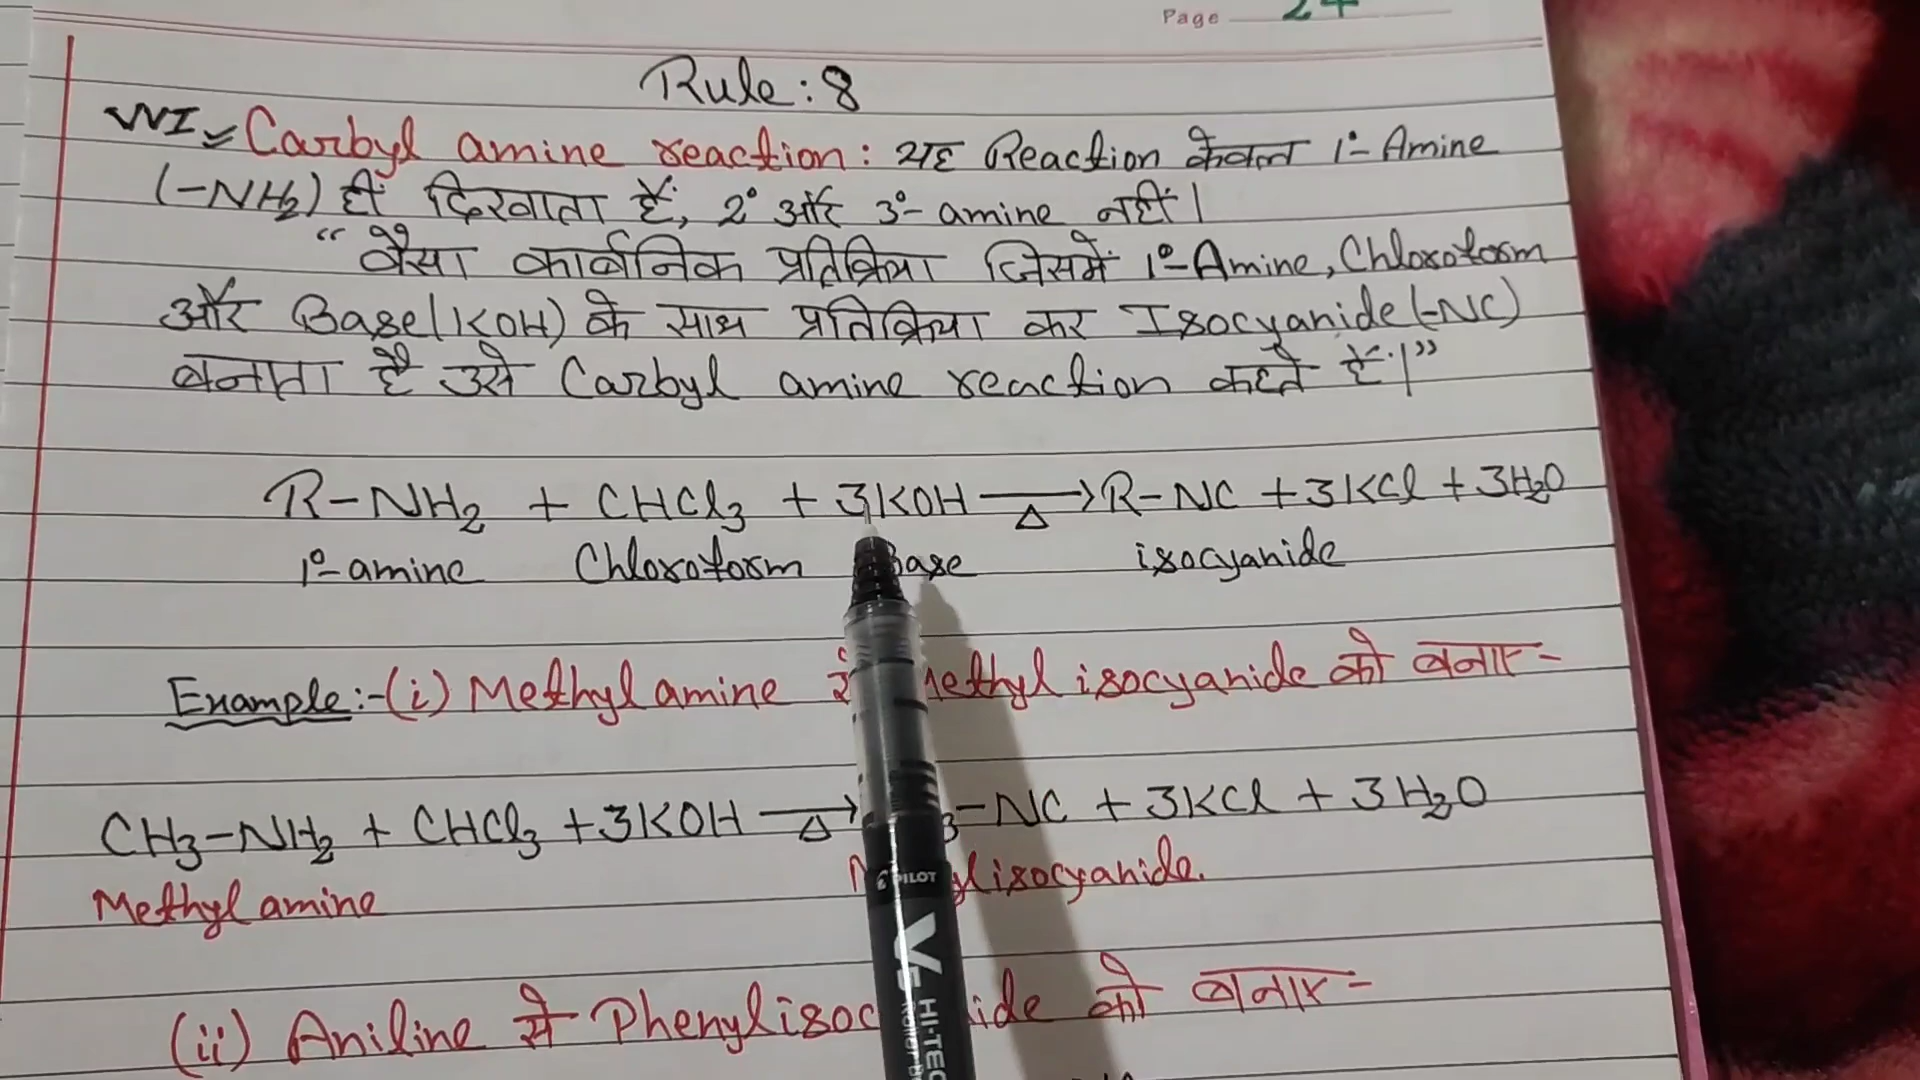 Page 24
Rule : 8
VVI Carbyl amine reaction : यह Reaction केवल 1°- Amine
(-NH₂) हीं दिखाता हैं, 2° और 3°- amine नहीं।
“ वैसा कार्बनिक प्रतिक्रिया जिसमें 1°-Amine, Chloroform
और Base(KOH) के साथ प्रतिक्रिया कर Isocyanide(-NC)
बनाता है उसे Carbyl amine reaction कहते हैं।”
R-NH₂ + CHCl₃ + 3KOH ⟶ Δ R-NC + 3KCl + 3H₂O
1°-amine Chloroform Base isocyanide
Example:-(i) Methyl amine methyl isocyanide को बनाए-
CH₃-NH₂ + CHCl₃ + 3KOH ⟶ Δ ₃-NC + 3KCl + 3H₂O
Methyl amine yl isocyanide.
(ii) Aniline से Phenylisoc ide को बनाए-
PILOT
V5
HI-TEC